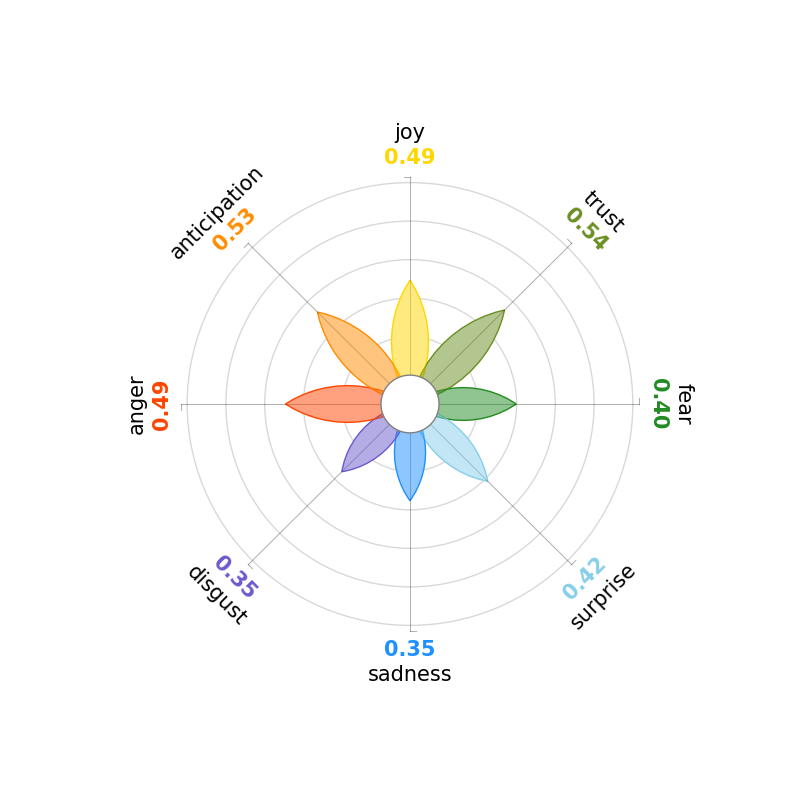 joy
0.49
trust
0.54
fear
0.40
surprise
0.42
sadness
0.35
disgust
0.35
anger
0.49
anticipation
0.53